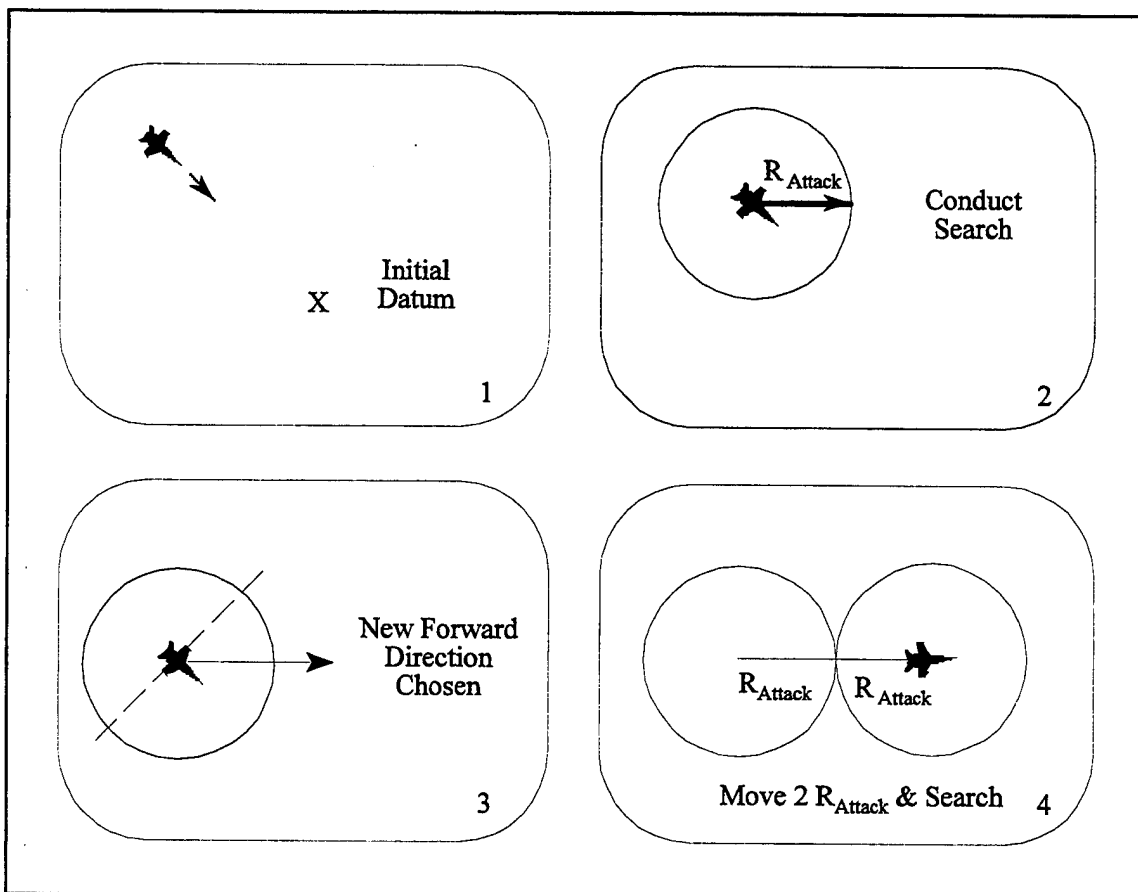 Initial
Datum
X
1
R Attack
Conduct
Search
2
New Forward
Direction
Chosen
3
R Attack
R Attack
Move 2 R Attack & Search
4